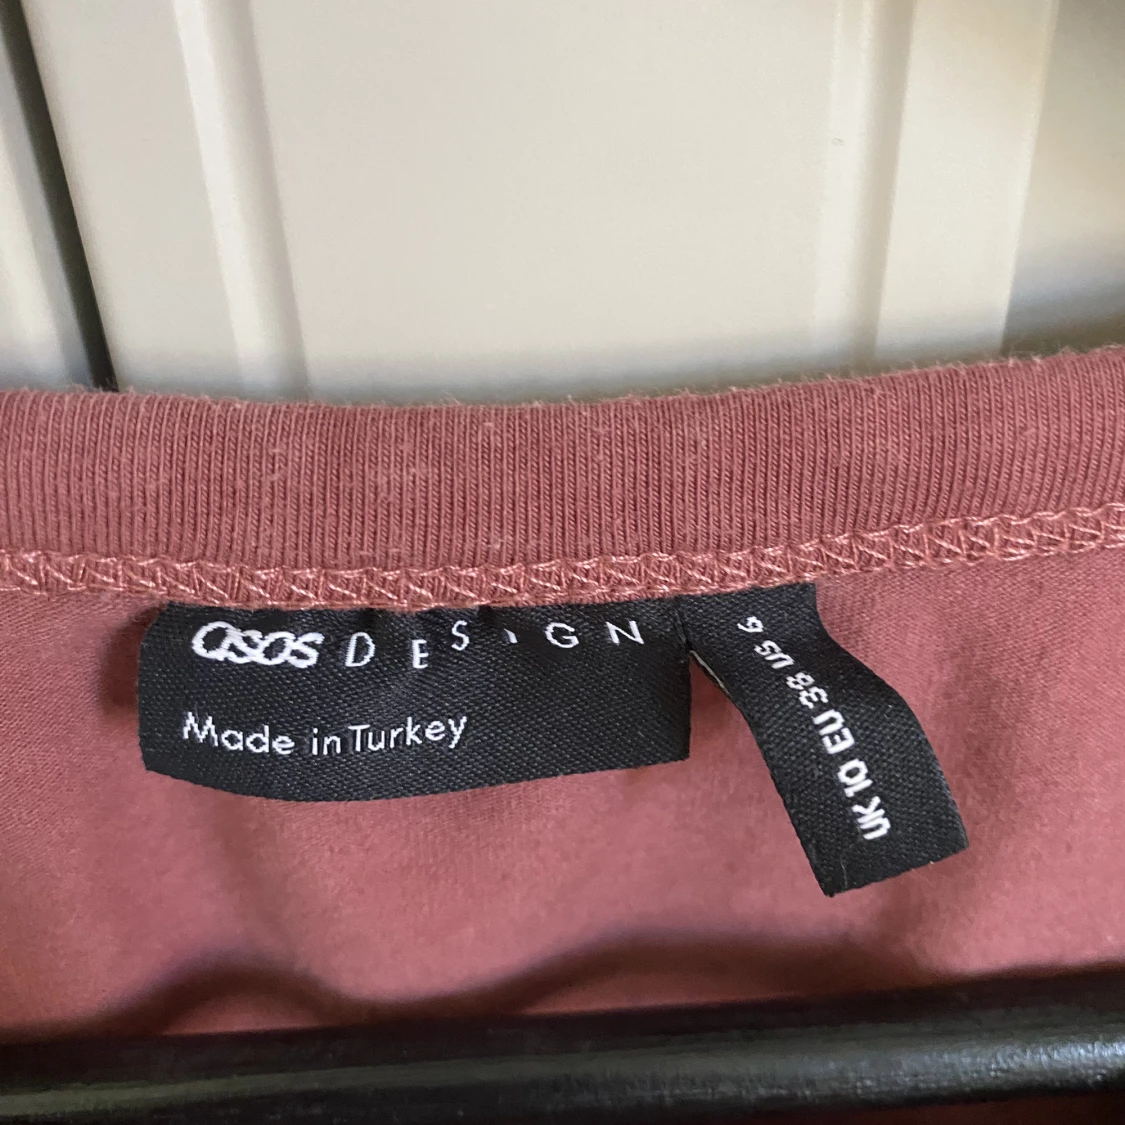 asos DESIGN
Made in Turkey
UK 10 EU 38 US 6